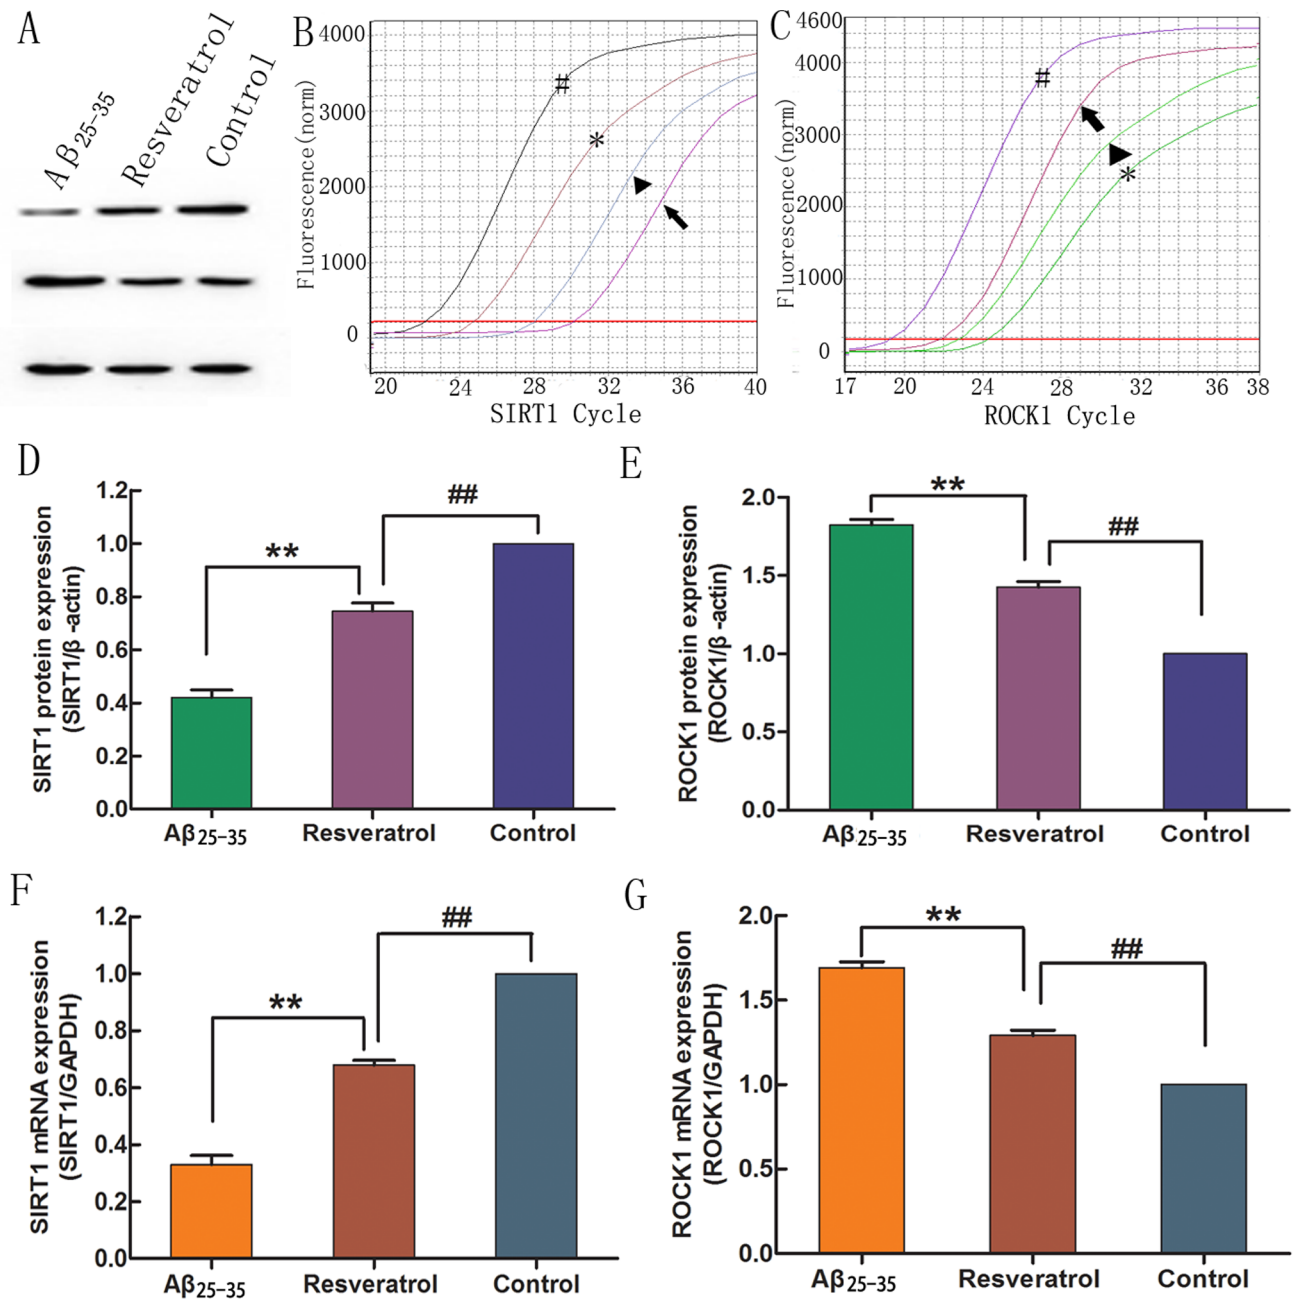 A
Aβ25-35
Resveratrol
Control
B
Fluorescence(norm)
4000
3000
2000
1000
0
#
*
20 24 28 32 36 40
SIRT1 Cycle
C
Fluorescence(norm)
4600
4000
3000
2000
1000
0
#
*
17 20 24 28 32 36 38
ROCK1 Cycle
D
SIRT1 protein expression
(SIRT1/β -actin)
1.2
1.0
0.8
0.6
0.4
0.2
0.0
**
##
Aβ25-35 Resveratrol Control
E
ROCK1 protein expression
(ROCK1/β -actin)
2.0
1.5
1.0
0.5
0.0
**
##
Aβ25-35 Resveratrol Control
F
SIRT1 mRNA expression
(SIRT1/GAPDH)
1.2
1.0
0.8
0.6
0.4
0.2
0.0
**
##
Aβ25-35 Resveratrol Control
G
ROCK1 mRNA expression
(ROCK1/GAPDH)
2.0
1.5
1.0
0.5
0.0
**
##
Aβ25-35 Resveratrol Control